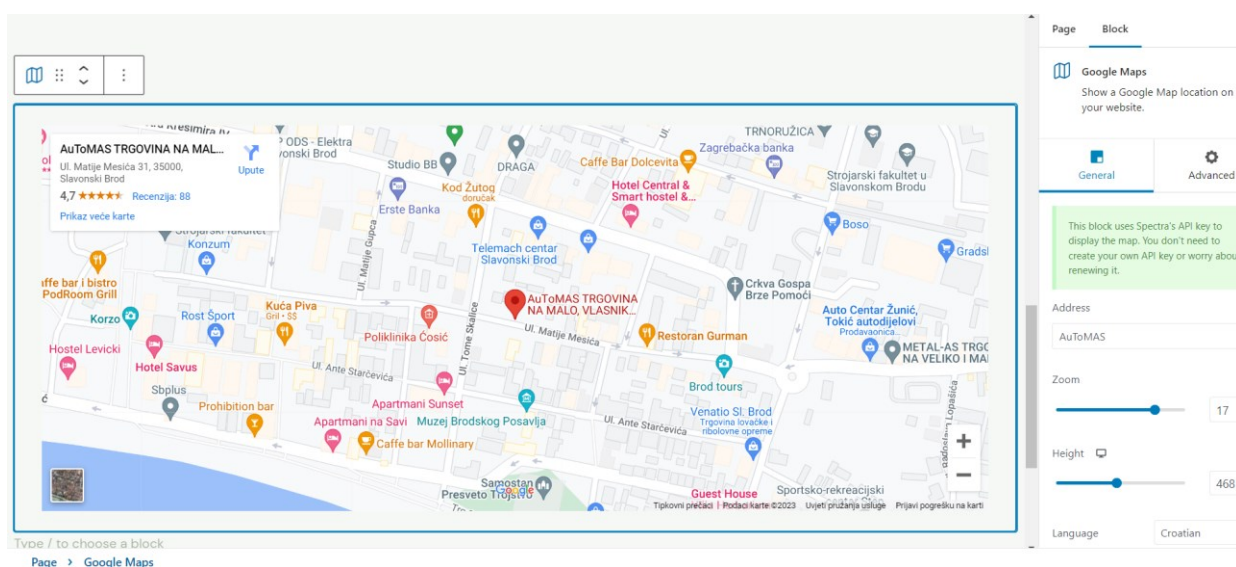 Page Block
Google Maps
Show a Google Map location on
your website.
General
Advanced
This block uses Spectra's API key to
display the map. You don't need to
create your own API key or worry abou
renewing it.
Address
AuToMAS
Zoom
17
Height
468
Language
Croatian
AuToMAS TRGOVINA NA MAL...
Ul. Matije Mesića 31, 35000,
Slavonski Brod
4,7
Recenzija: 88
Prikaz veće karte
Upute
ODS - Elektra
vonski Brod
Studio BB
DRAGA
Caffe Bar Dolcevita
TRNORUŽICA
Zagrebačka banka
Strojarski fakultet u
Slavonskom Brodu
Erste Banka
Kod Žutog
doručak
Hotel Central &
Smart hostel &...
Boso
Gradsl
Konzum
Ul. Matije Gupca
Telemach centar
Slavonski Brod
Crkva Gospa
Brze Pomoći
ffe bar i bistro
PodRoom Grill
Korzo
Rost Šport
Kuća Piva
Gril • $$
AuToMAS TRGOVINA
NA MALO, VLASNIK...
Ul. Matije Mesića
Auto Centar Žunić,
Tokić autodijelovi
Prodavaonica...
Hostel Levicki
Hotel Savus
Poliklinika Ćosić
Ul. Tome Skalice
Restoran Gurman
METAL-AS TRGO
NA VELIKO I MAI
Sbplus
Prohibition bar
Ul. Ante Starčevića
Apartmani Sunset
Apartmani na Savi
Muzej Brodskog Posavlja
Brod tours
Venatio Sl. Brod
Trgovina lovačke i
ribolovne opreme
Ul. Ante Starčevića
Lopašića
Caffe bar Mollinary
Samostan
Presveto Trojstvo
Google
Guest House
Sportsko-rekreacijski
Tipkovni prečaci
Podaci karte ©2023
Uvjeti pružanja usluge
Prijavi pogrešku na karti
Type / to choose a block
Page > Google Maps